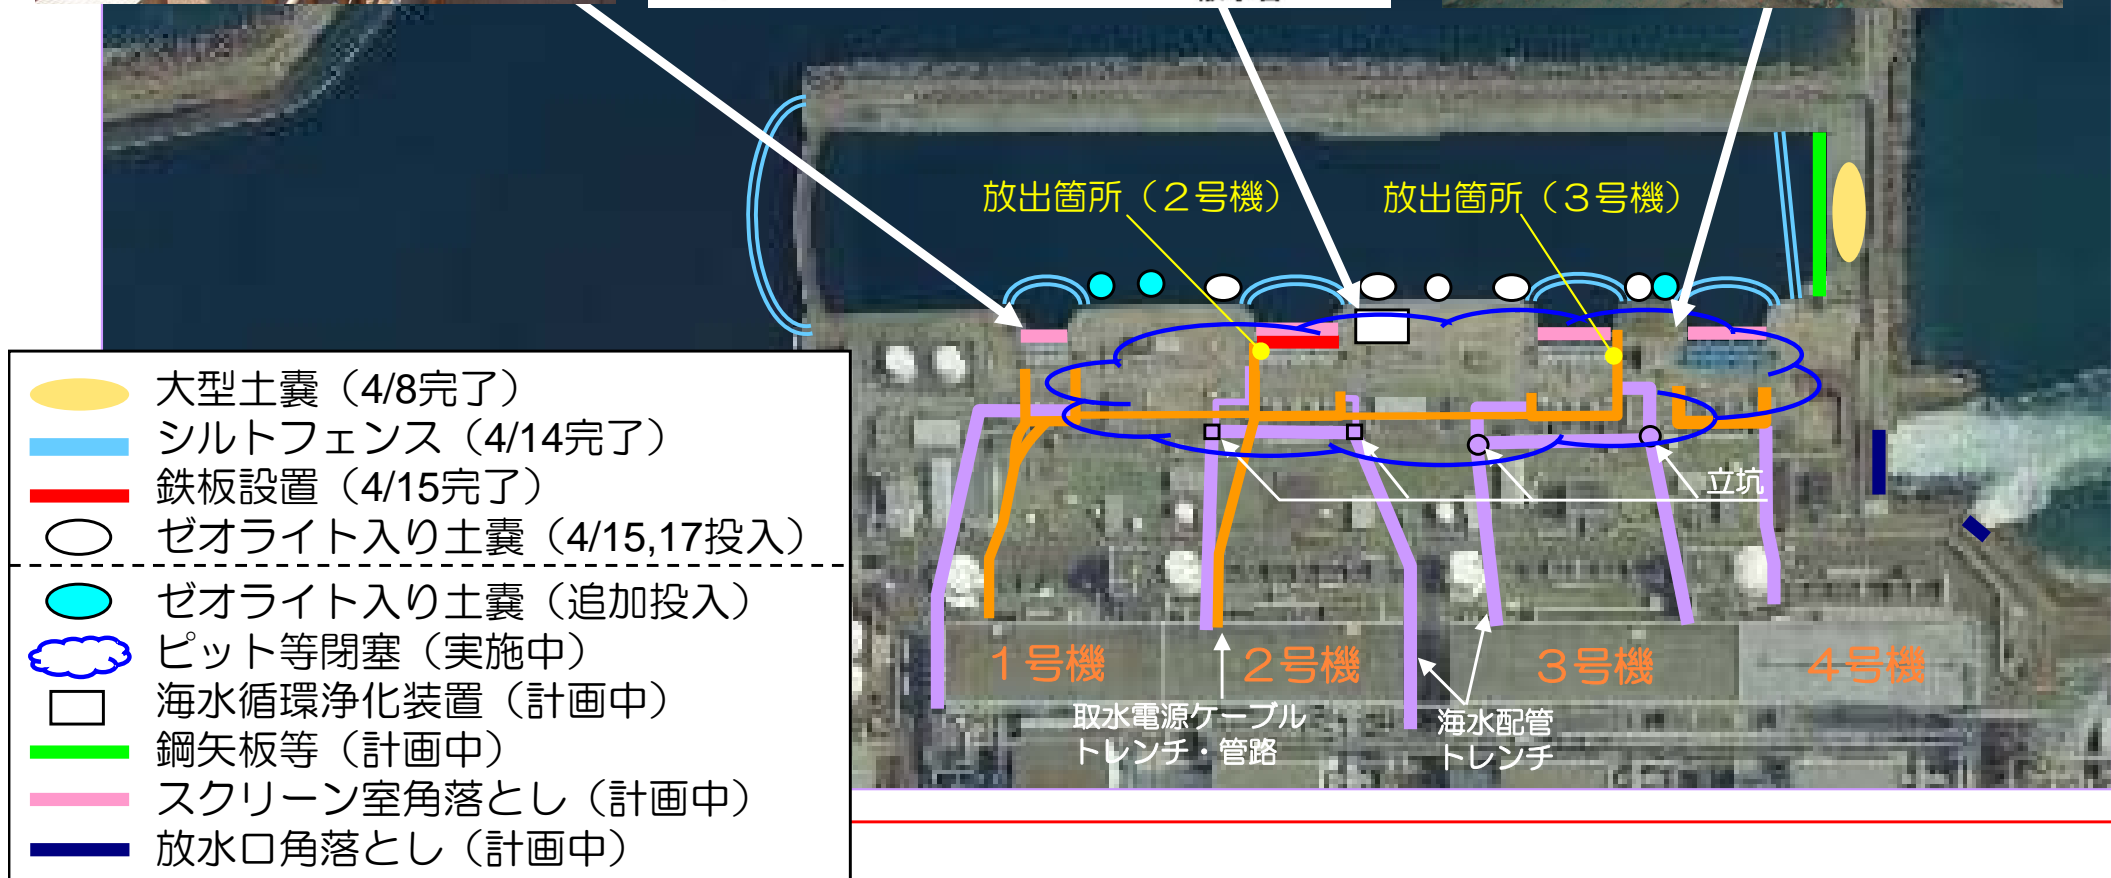 放出箇所（２号機）
放出箇所（３号機）
立坑
１号機
２号機
３号機
４号機
取水電源ケーブル
トレンチ・管路
海水配管
トレンチ
大型土嚢（4/8完了）
シルトフェンス（4/14完了）
鉄板設置（4/15完了）
ゼオライト入り土嚢（4/15,17投入）
ゼオライト入り土嚢（追加投入）
ピット等閉塞（実施中）
海水循環浄化装置（計画中）
鋼矢板等（計画中）
スクリーン室角落とし（計画中）
放水口角落とし（計画中）